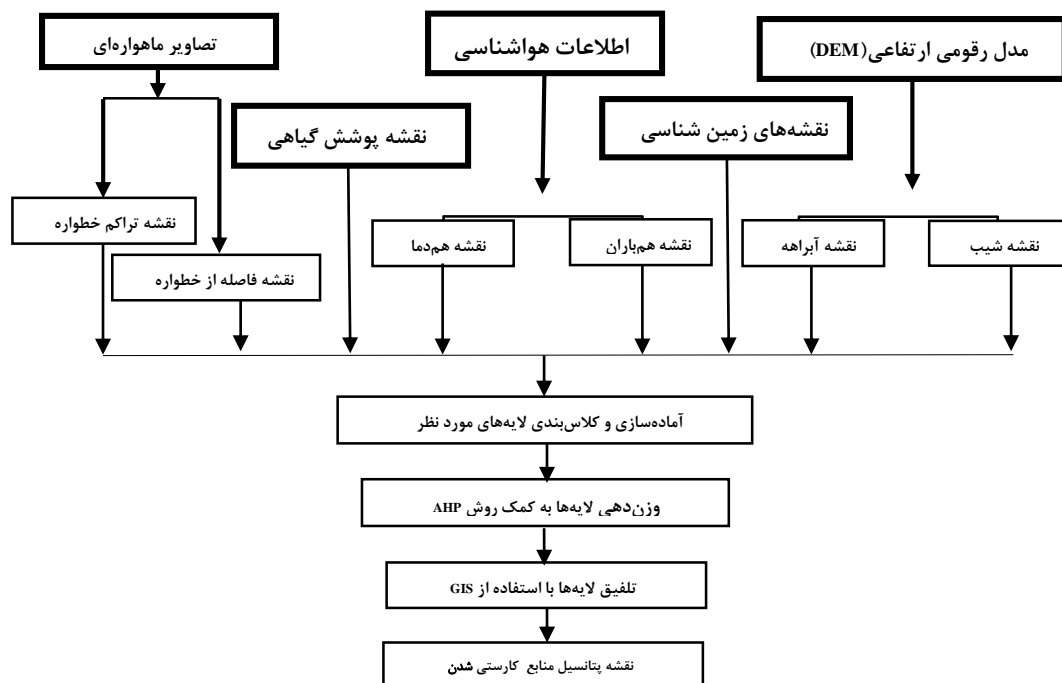 مدل رقومی ارتفاعی(DEM)
اطلاعات هواشناسی
تصاویر ماهواره‌ای
نقشه‌های زمین شناسی
نقشه پوشش گیاهی
نقشه شیب
نقشه آبراهه
نقشه هم‌باران
نقشه هم‌دما
نقشه تراکم خطواره
نقشه فاصله از خطواره
آماده‌سازی و کلاس‌بندی لایه‌های مورد نظر
وزن‌دهی لایه‌ها به کمک روش AHP
تلفیق لایه‌ها با استفاده از GIS
نقشه پتانسیل منابع کارستی شدن